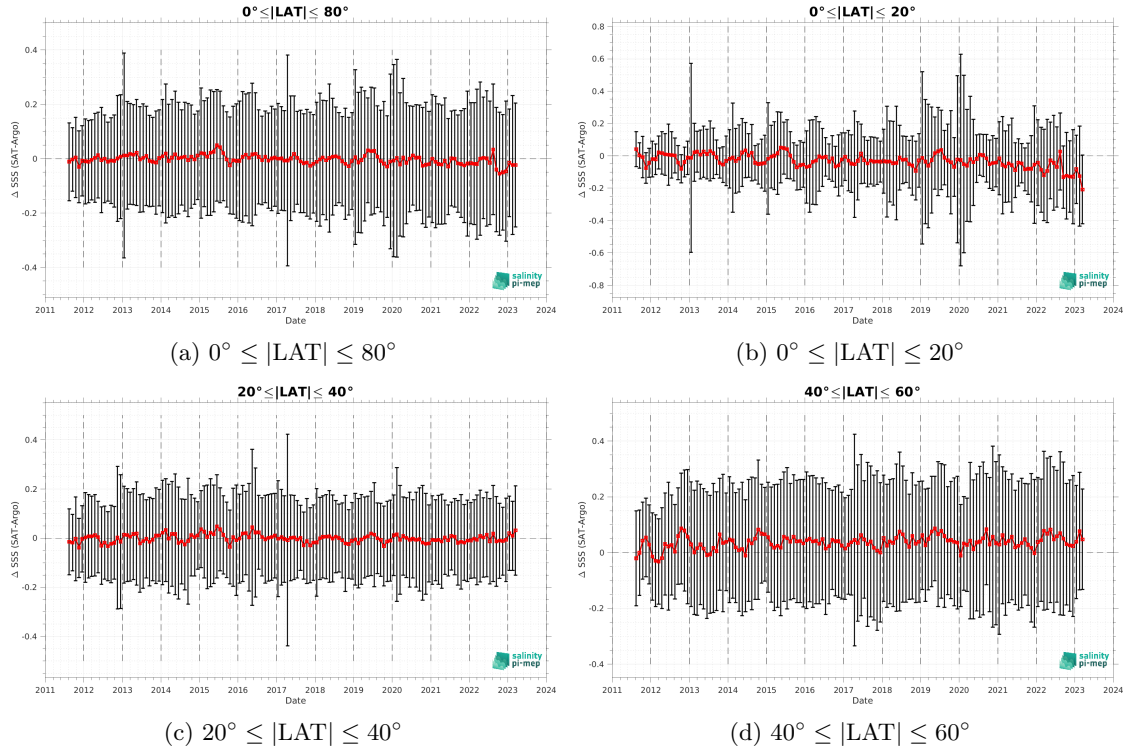 0°≤|LAT|≤ 80°
0.4
0.2
0
-0.2
-0.4
Δ SSS (SAT-Argo)
2011 2012 2013 2014 2015 2016 2017 2018 2019 2020 2021 2022 2023 2024
Date
salinity
pi-mep
(a) 0° ≤ |LAT| ≤ 80°
0°≤|LAT|≤ 20°
0.8
0.6
0.4
0.2
0
-0.2
-0.4
-0.6
-0.8
Δ SSS (SAT-Argo)
2011 2012 2013 2014 2015 2016 2017 2018 2019 2020 2021 2022 2023 2024
Date
salinity
pi-mep
(b) 0° ≤ |LAT| ≤ 20°
20°≤|LAT|≤ 40°
0.4
0.2
0
-0.2
-0.4
Δ SSS (SAT-Argo)
2011 2012 2013 2014 2015 2016 2017 2018 2019 2020 2021 2022 2023 2024
Date
salinity
pi-mep
(c) 20° ≤ |LAT| ≤ 40°
40°≤|LAT|≤ 60°
0.4
0.2
0
-0.2
-0.4
Δ SSS (SAT-Argo)
2011 2012 2013 2014 2015 2016 2017 2018 2019 2020 2021 2022 2023 2024
Date
salinity
pi-mep
(d) 40° ≤ |LAT| ≤ 60°